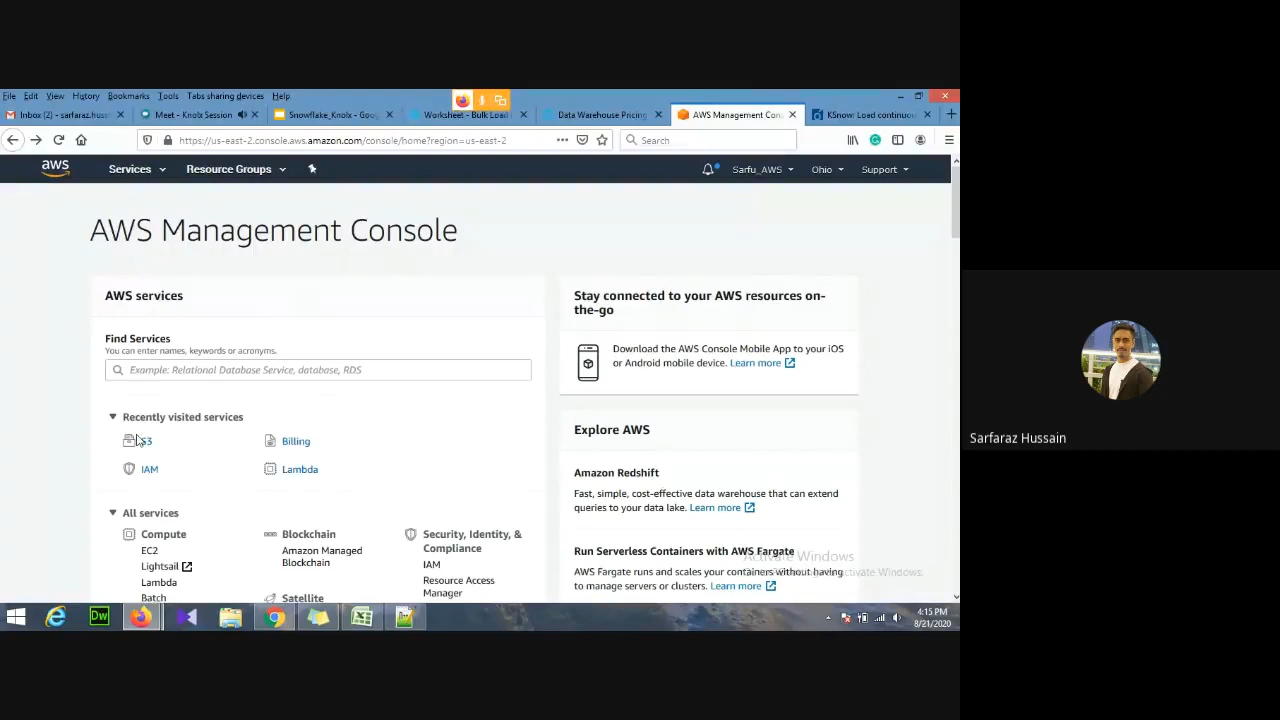 File Edit View History Bookmarks Tools Tabs sharing devices Help
Inbox (2) - sarfaraz.huss Meet - Knolx Session Snowflake_Knolx - Goog Worksheet - Bulk Load Data Warehouse Pricing AWS Management Con KSnow: Load continuou
https://us-east-2.console.aws.amazon.com/console/home?region=us-east-2 Search
aws Services Resource Groups Sarfu_AWS Ohio Support
AWS Management Console
AWS services
Find Services
You can enter names, keywords or acronyms.
Example: Relational Database Service, database, RDS
Recently visited services
S3 Billing
IAM Lambda
All services
Compute
EC2
Lightsail
Lambda
Batch
Blockchain
Amazon Managed
Blockchain
Satellite
Security, Identity, &
Compliance
IAM
Resource Access
Manager
Stay connected to your AWS resources on-
the-go
Download the AWS Console Mobile App to your iOS
or Android mobile device. Learn more
Explore AWS
Amazon Redshift
Fast, simple, cost-effective data warehouse that can extend
queries to your data lake. Learn more
Run Serverless Containers with AWS Fargate
AWS Fargate runs and scales your containers without having
to manage servers or clusters. Learn more
Activate Windows
Dw
4:15 PM
8/21/2020
Sarfaraz Hussain